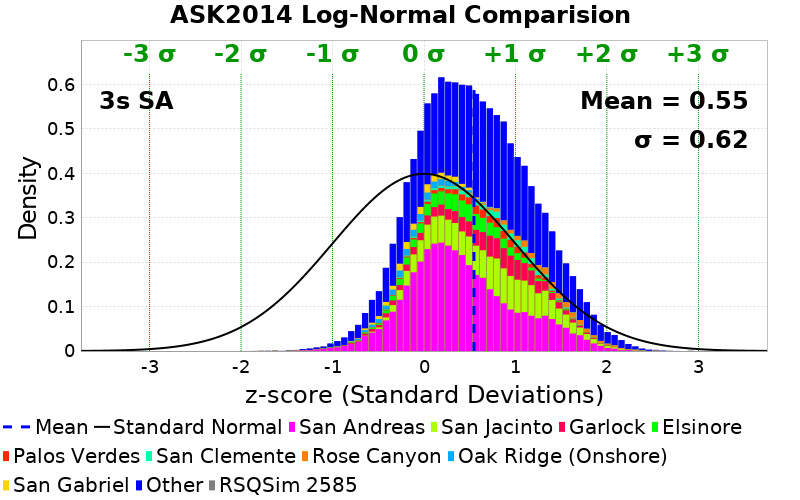 ASK2014 Log-Normal Comparision
-3 σ -2 σ -1 σ 0 σ +1 σ +2 σ +3 σ
3s SA
Mean = 0.55
σ = 0.62
Density
0.6
0.5
0.4
0.3
0.2
0.1
0
-3 -2 -1 0 1 2 3
z-score (Standard Deviations)
Mean Standard Normal San Andreas San Jacinto Garlock Elsinore
Palos Verdes San Clemente Rose Canyon Oak Ridge (Onshore)
San Gabriel Other RSQSim 2585